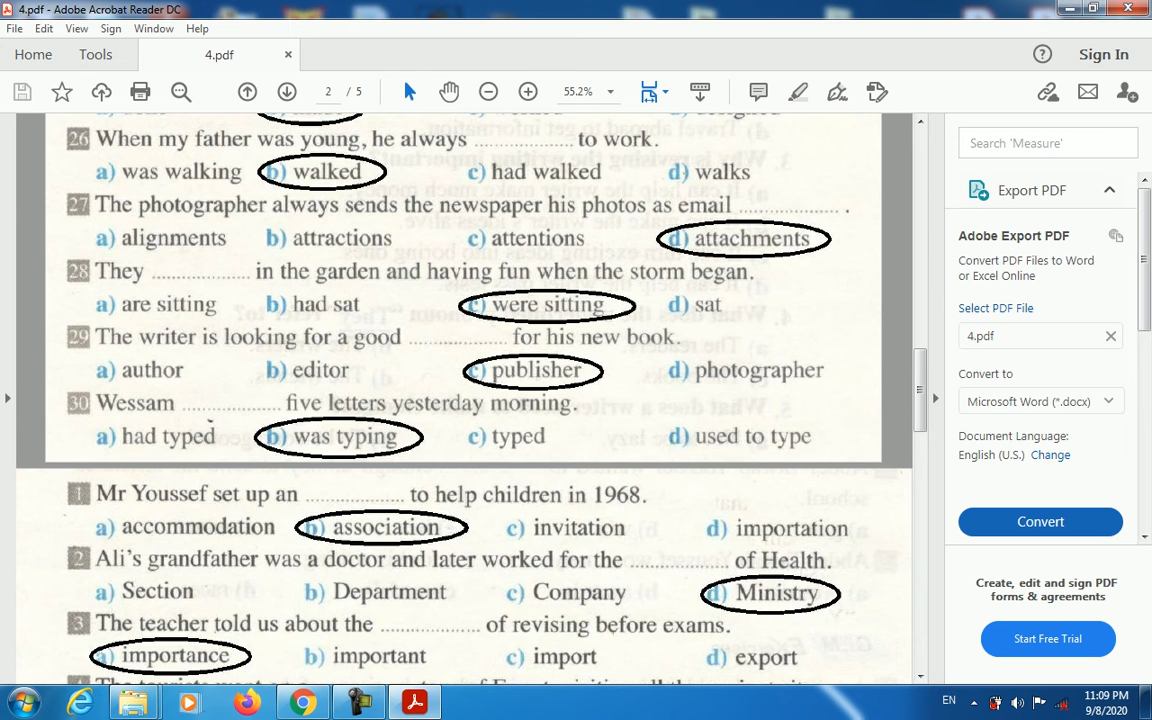 4.pdf - Adobe Acrobat Reader DC
File Edit View Sign Window Help
Home Tools 4.pdf × Sign In
2 / 5 55.2%
26 When my father was young, he always .................. to work.
a) was walking b) walked c) had walked d) walks
27 The photographer always sends the newspaper his photos as email .................. .
a) alignments b) attractions c) attentions d) attachments
28 They .................. in the garden and having fun when the storm began.
a) are sitting b) had sat c) were sitting d) sat
29 The writer is looking for a good .................. for his new book.
a) author b) editor c) publisher d) photographer
30 Wessam .................. five letters yesterday morning.
a) had typed b) was typing c) typed d) used to type
1 Mr Youssef set up an .................. to help children in 1968.
a) accommodation b) association c) invitation d) importation
2 Ali's grandfather was a doctor and later worked for the .................. of Health.
a) Section b) Department c) Company d) Ministry
3 The teacher told us about the .................. of revising before exams.
a) importance b) important c) import d) export
Search 'Measure'
Export PDF
Adobe Export PDF
Convert PDF Files to Word
or Excel Online
Select PDF File
4.pdf ×
Convert to
Microsoft Word (*.docx)
Document Language:
English (U.S.) Change
Convert
Create, edit and sign PDF
forms & agreements
Start Free Trial
EN
11:09 PM
9/8/2020